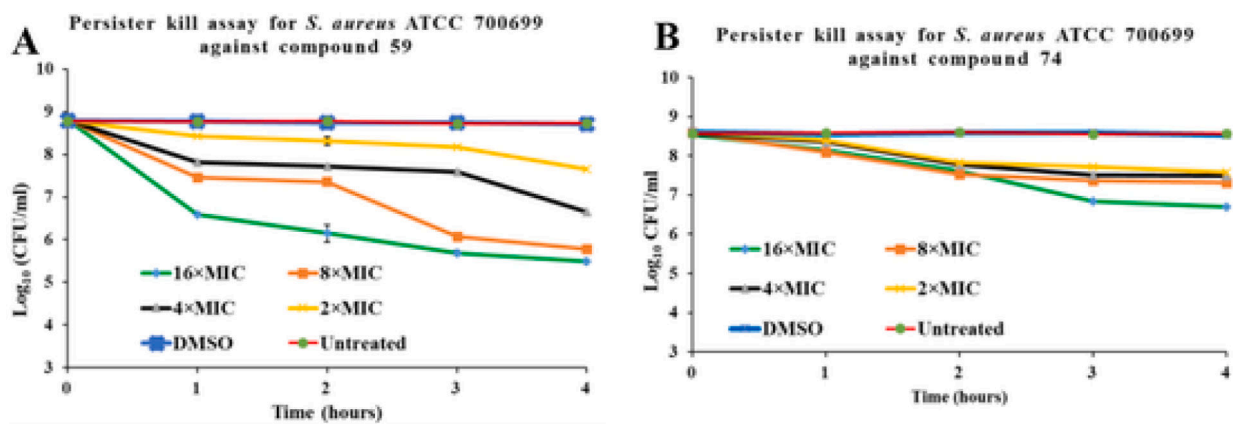 A
Persister kill assay for S. aureus ATCC 700699
against compound 59
10
9
8
7
6
5
4
3
Log₁₀ (CFU/ml)
16×MIC
8×MIC
4×MIC
2×MIC
DMSO
Untreated
0 1 2 3 4
Time (hours)
B
Persister kill assay for S. aureus ATCC 700699
against compound 74
10
9
8
7
6
5
4
3
Log₁₀ CFU/ml
16×MIC
8×MIC
4×MIC
2×MIC
DMSO
Untreated
0 1 2 3 4
Time (hours)